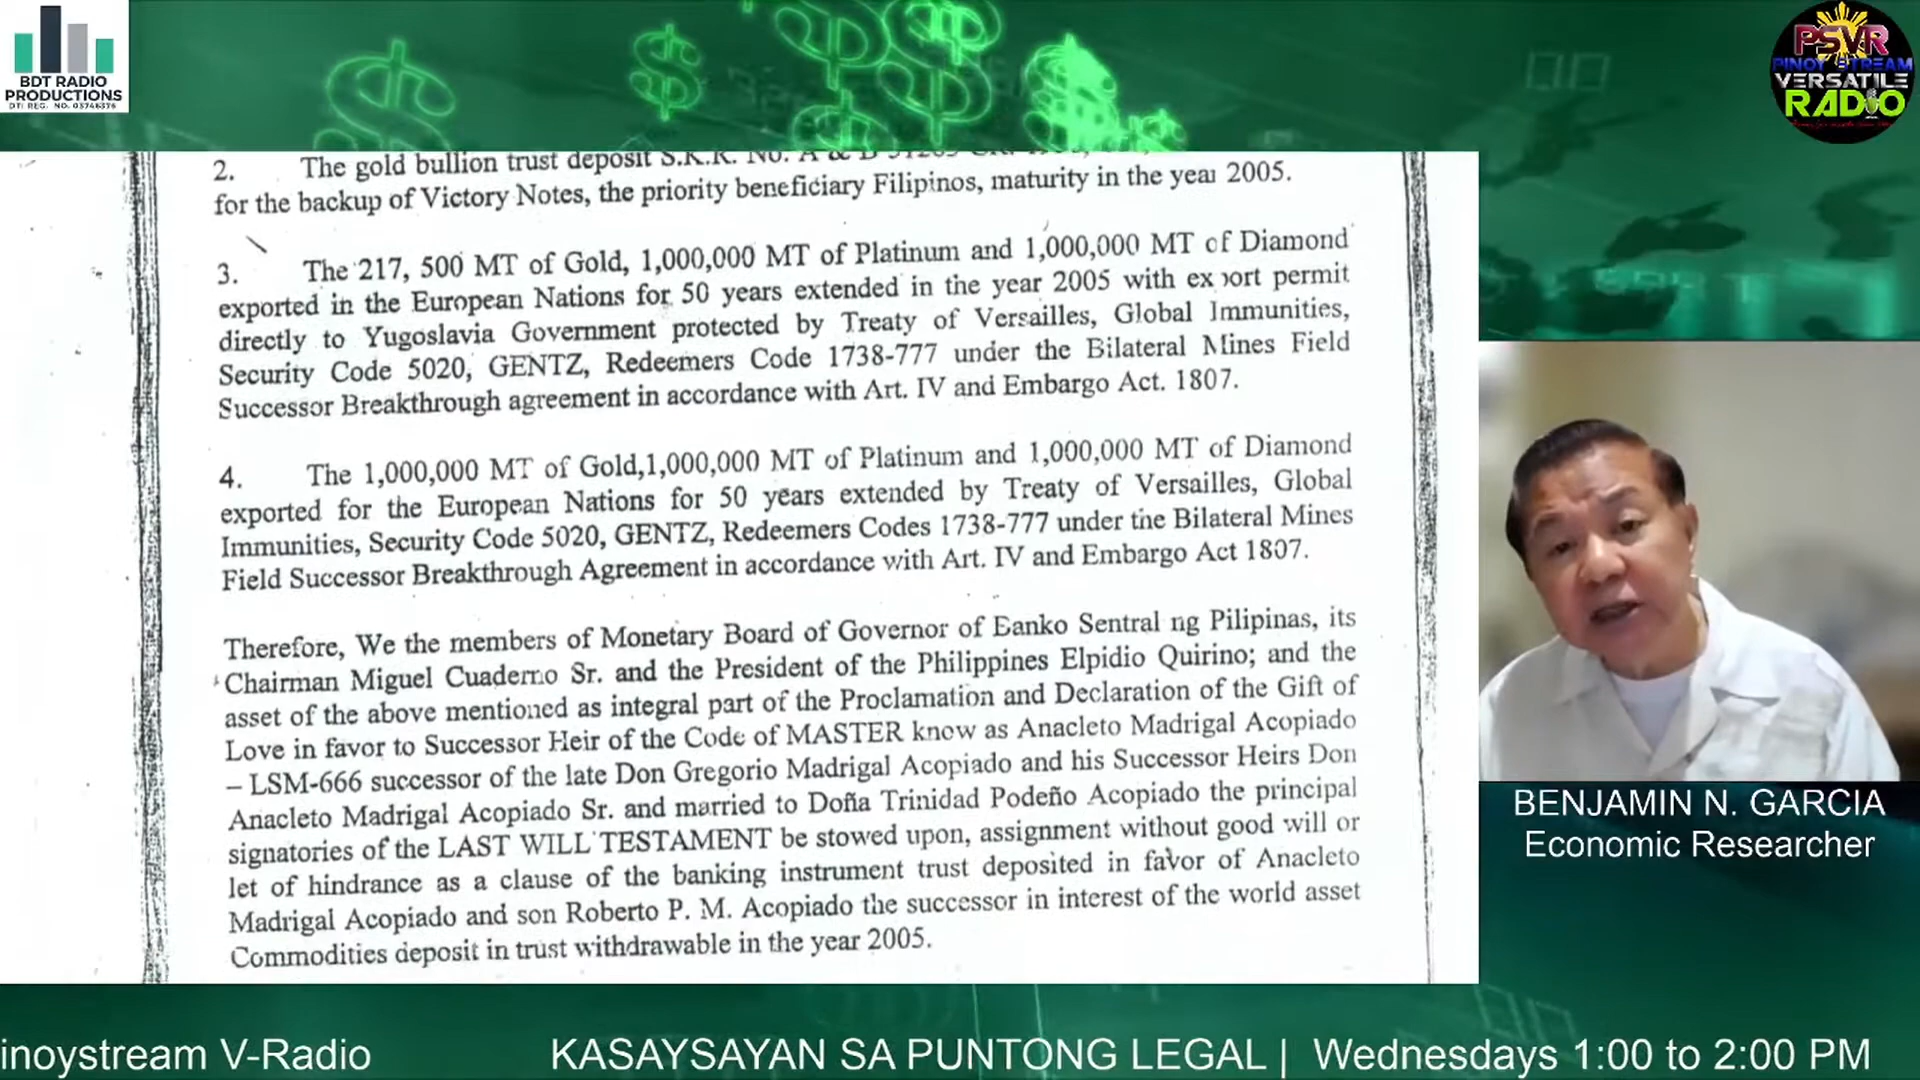 BDT RADIO
PRODUCTIONS
DTI REG. NO. 03746376
PSVR
PINOY STREAM
VERSATILE
RADIO
2. The gold bullion trust deposit S.K.R. No. A & B
for the backup of Victory Notes, the priority beneficiary Filipinos, maturity in the year 2005.
3. The 217, 500 MT of Gold, 1,000,000 MT of Platinum and 1,000,000 MT of Diamond
exported in the European Nations for 50 years extended in the year 2005 with export permit
directly to Yugoslavia Government protected by Treaty of Versailles, Global Immunities,
Security Code 5020, GENTZ, Redeemers Code 1738-777 under the Bilateral Mines Field
Successor Breakthrough agreement in accordance with Art. IV and Embargo Act. 1807.
4. The 1,000,000 MT of Gold,1,000,000 MT of Platinum and 1,000,000 MT of Diamond
exported for the European Nations for 50 years extended by Treaty of Versailles, Global
Immunities, Security Code 5020, GENTZ, Redeemers Codes 1738-777 under the Bilateral Mines
Field Successor Breakthrough Agreement in accordance with Art. IV and Embargo Act 1807.
Therefore, We the members of Monetary Board of Governor of Banko Sentral ng Pilipinas, its
Chairman Miguel Cuaderno Sr. and the President of the Philippines Elpidio Quirino; and the
asset of the above mentioned as integral part of the Proclamation and Declaration of the Gift of
Love in favor to Successor Heir of the Code of MASTER know as Anacleto Madrigal Acopiado
– LSM-666 successor of the late Don Gregorio Madrigal Acopiado and his Successor Heirs Don
Anacleto Madrigal Acopiado Sr. and married to Doña Trinidad Podeño Acopiado the principal
signatories of the LAST WILL TESTAMENT be stowed upon, assignment without good will or
let of hindrance as a clause of the banking instrument trust deposited in favor of Anacleto
Madrigal Acopiado and son Roberto P. M. Acopiado the successor in interest of the world asset
Commodities deposit in trust withdrawable in the year 2005.
BENJAMIN N. GARCIA
Economic Researcher
inoystream V-Radio KASAYSAYAN SA PUNTONG LEGAL | Wednesdays 1:00 to 2:00 PM